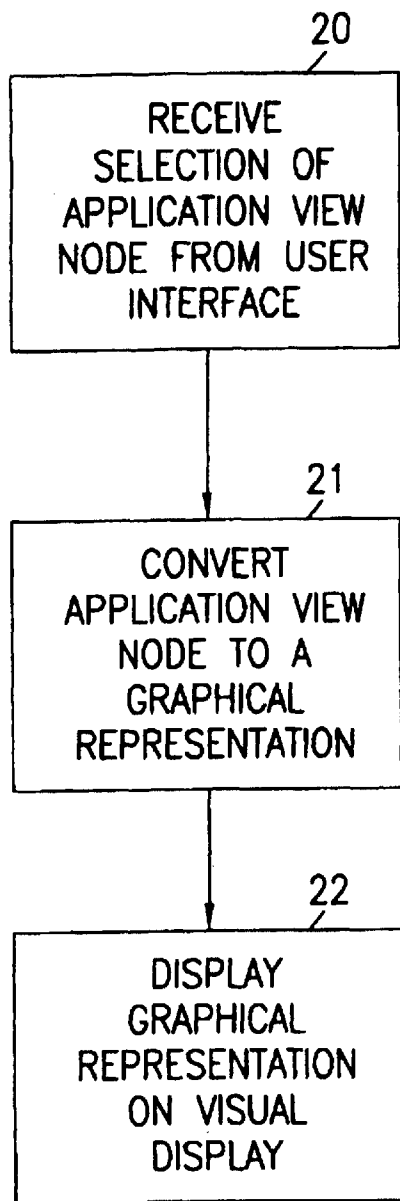 20
RECEIVE
SELECTION OF
APPLICATION VIEW
NODE FROM USER
INTERFACE
21
CONVERT
APPLICATION VIEW
NODE TO A
GRAPHICAL
REPRESENTATION
22
DISPLAY
GRAPHICAL
REPRESENTATION
ON VISUAL
DISPLAY